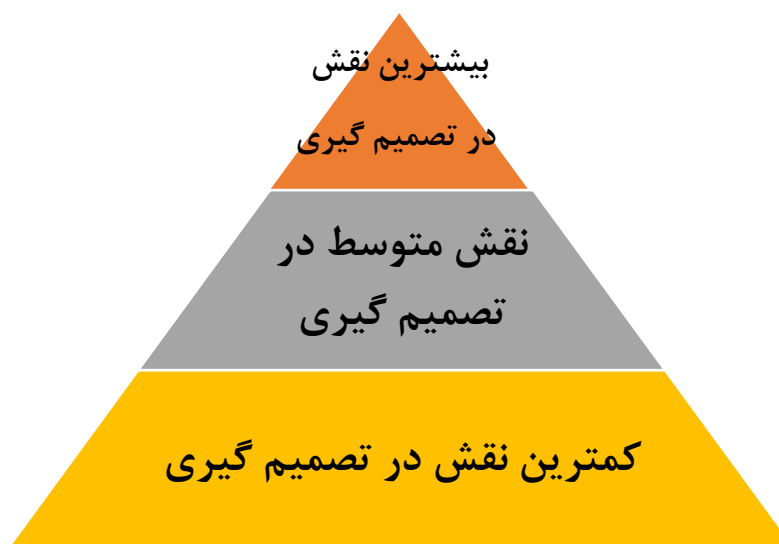 بیشترین نقش
در تصمیم گیری
نقش متوسط در
تصمیم گیری
کمترین نقش در تصمیم گیری